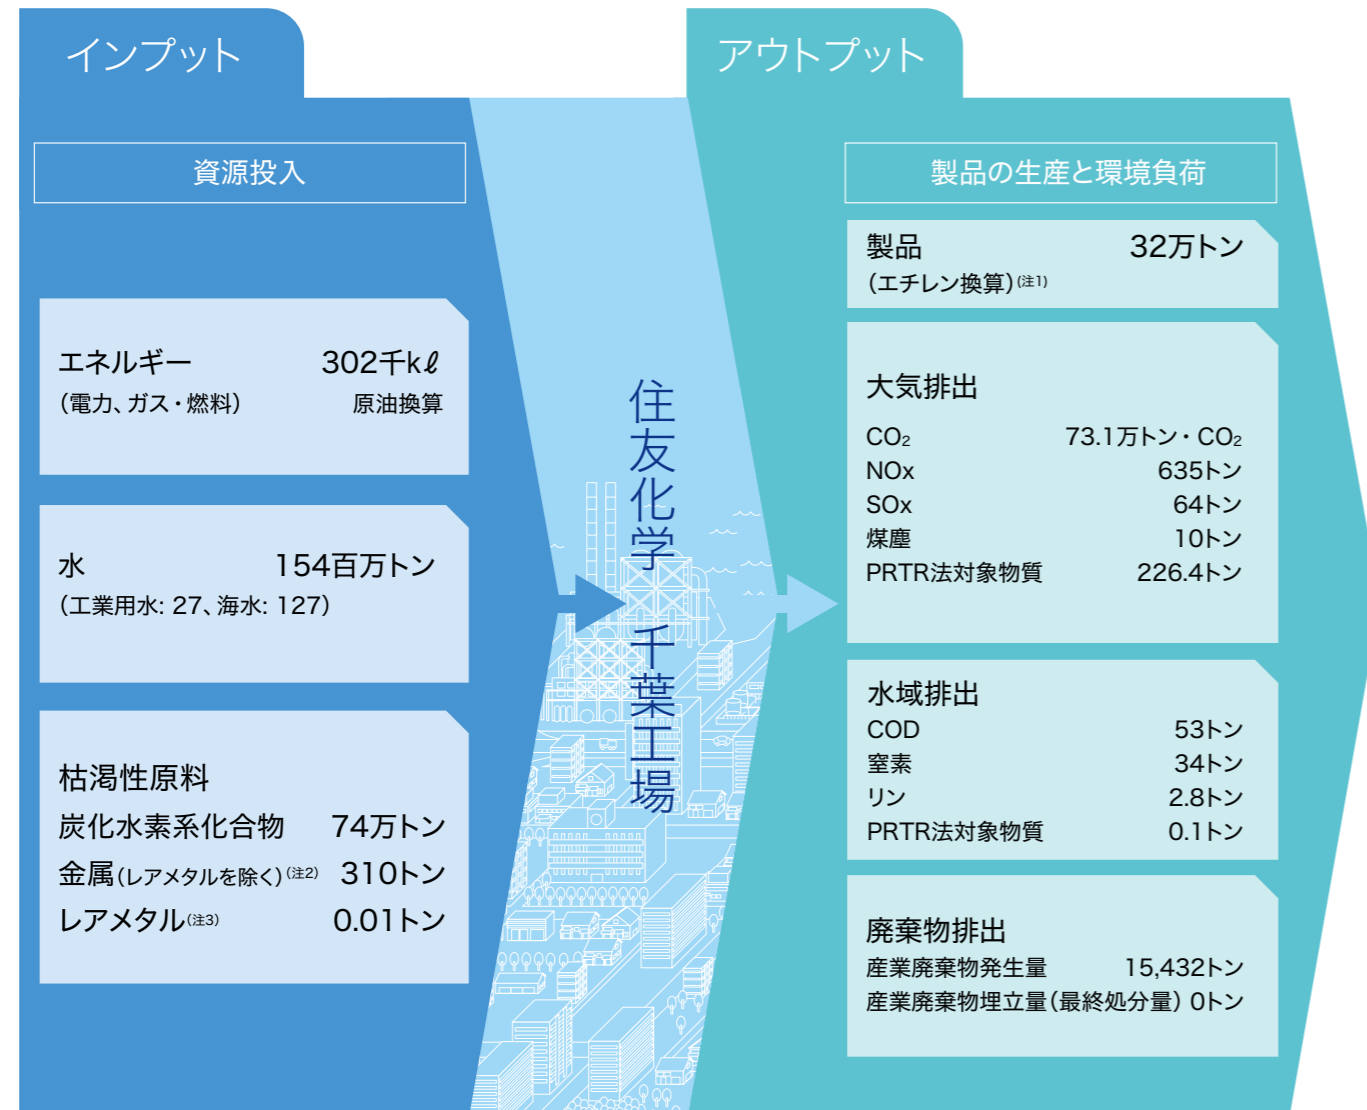 インプット
資源投入
エネルギー 302千kℓ
（電力、ガス・燃料） 原油換算
水 154百万トン
（工業用水: 27、海水: 127）
枯渇性原料
炭化水素系化合物 74万トン
金属（レアメタルを除く）（注2） 310トン
レアメタル（注3） 0.01トン
住友化学 千葉工場
アウトプット
製品の生産と環境負荷
製品 32万トン
（エチレン換算）（注1）
大気排出
CO₂ 73.1万トン・CO₂
NOx 635トン
SOx 64トン
煤塵 10トン
PRTR法対象物質 226.4トン
水域排出
COD 53トン
窒素 34トン
リン 2.8トン
PRTR法対象物質 0.1トン
廃棄物排出
産業廃棄物発生量 15,432トン
産業廃棄物埋立量（最終処分量） 0トン